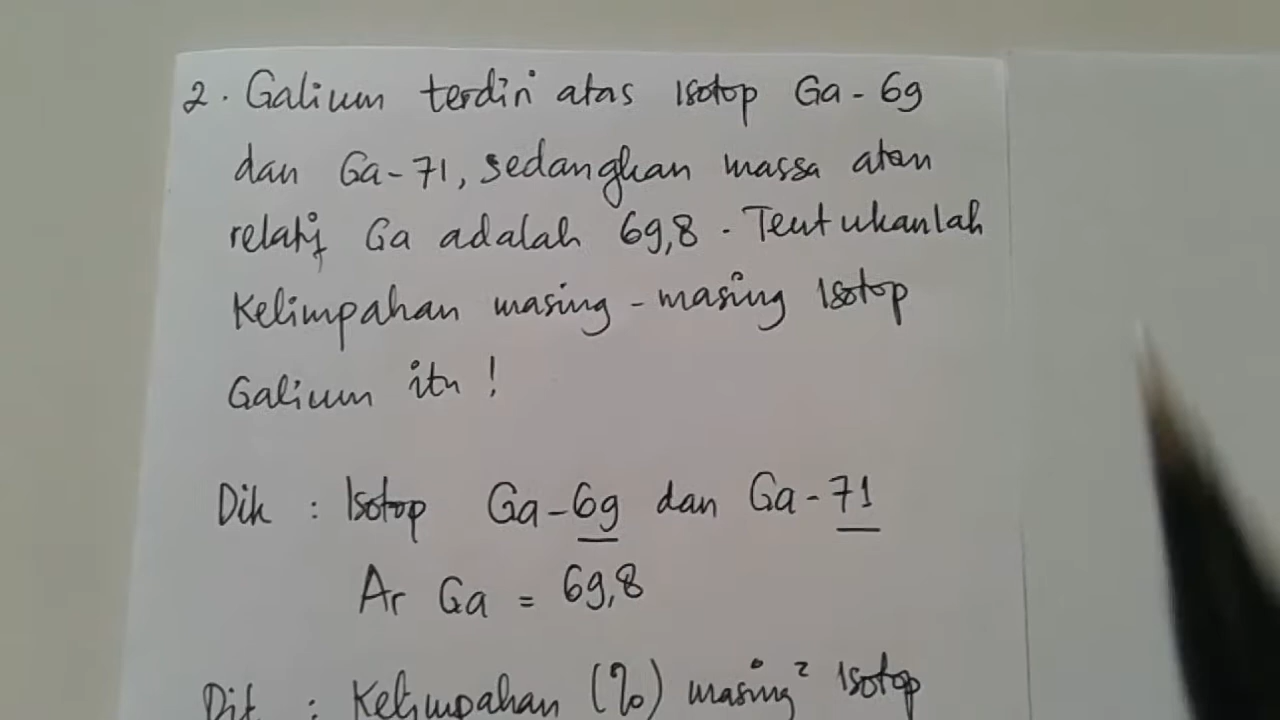 2. Galium terdiri atas Isotop Ga-69
dan Ga-71, sedangkan massa atom
relatif Ga adalah 69,8. Tentukanlah
Kelimpahan masing-masing Isotop
Galium itu!
Dik : Isotop Ga-69 dan Ga-71
Ar Ga = 69,8
Dit : Kelimpahan (%) masing² Isotop